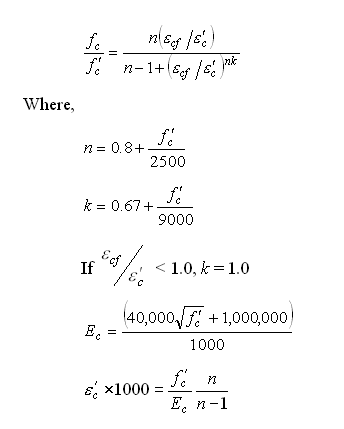 f_c / f'_c = n(ε_cf / ε'_c) / (n − 1 + (ε_cf / ε'_c)^{nk})
Where,
n = 0.8 + f'_c / 2500
k = 0.67 + f'_c / 9000
If ε_cf / ε'_c < 1.0, k = 1.0
E_c = (40,000√f'_c + 1,000,000) / 1000
ε'_c ×1000 = f'_c / E_c n / n − 1